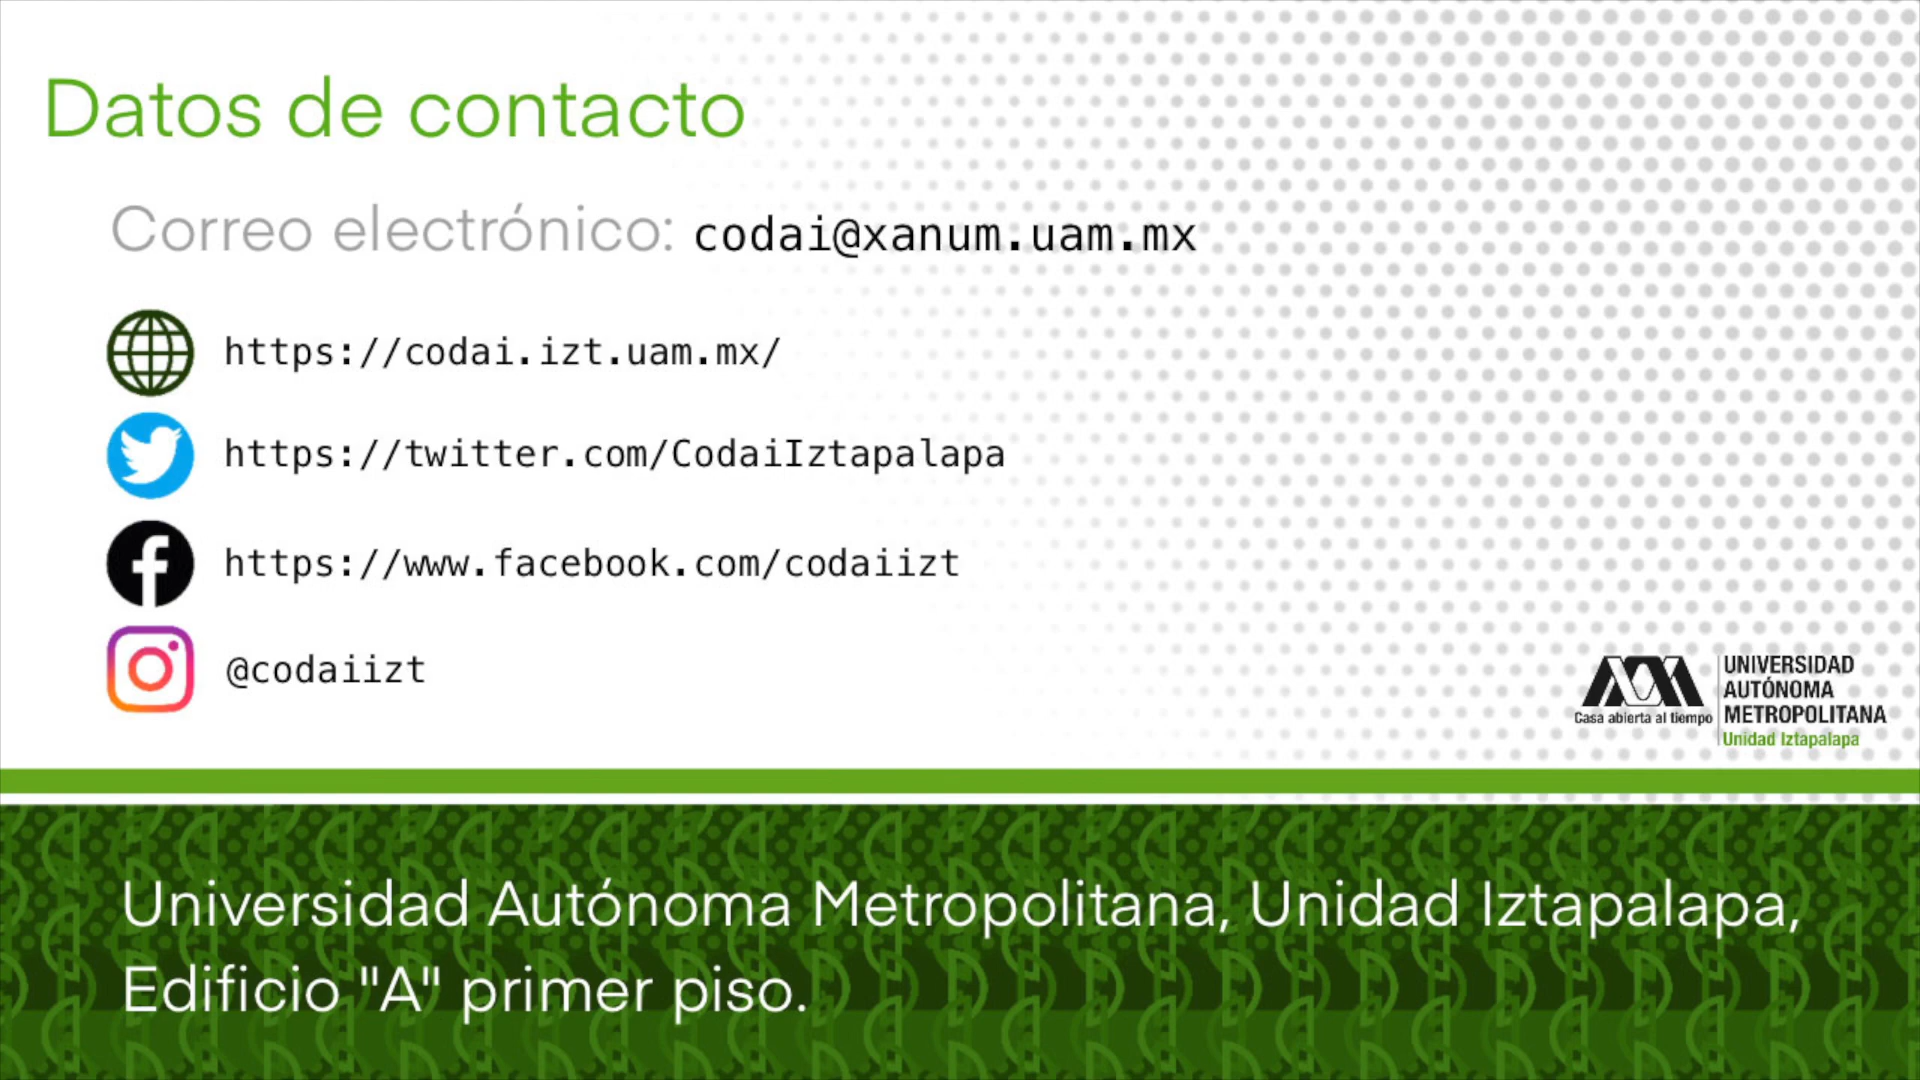 Datos de contacto
Correo electrónico: codai@xanum.uam.mx
https://codai.izt.uam.mx/
https://twitter.com/CodaiIztapalapa
https://www.facebook.com/codaiizt
@codaiizt
Casa abierta al tiempo
UNIVERSIDAD
AUTÓNOMA
METROPOLITANA
Unidad Iztapalapa
Universidad Autónoma Metropolitana, Unidad Iztapalapa,
Edificio "A" primer piso.